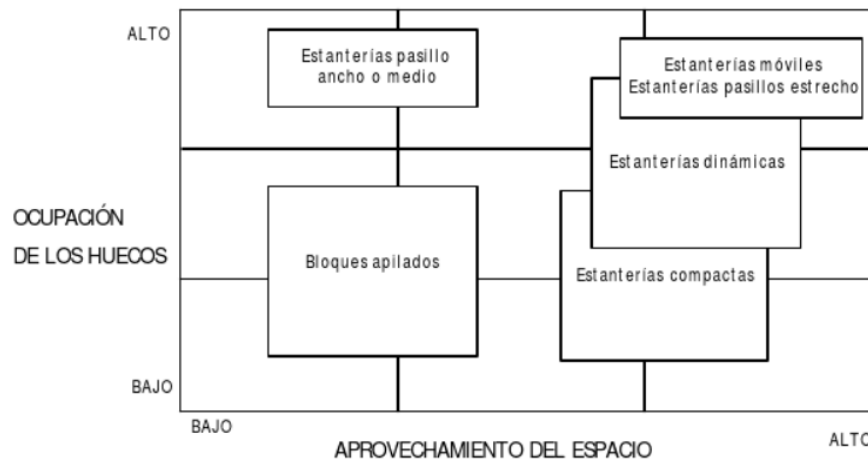 ALTO
Estanterías pasillo
ancho o medio
Estanterías móviles
Estanterías pasillos estrecho
Estanterías dinámicas
OCUPACIÓN
DE LOS HUECOS
Bloques apilados
Estanterías compactas
BAJO
BAJO
APROVECHAMIENTO DEL ESPACIO
ALTO